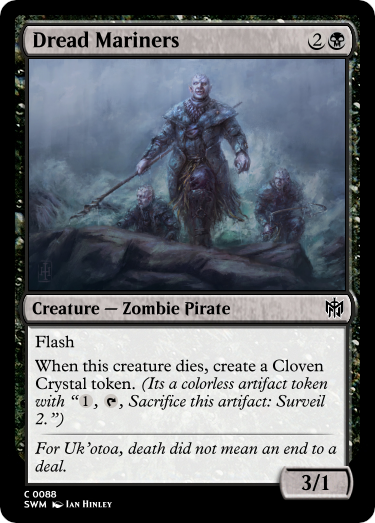 Dread Mariners 2
Creature — Zombie Pirate
Flash
When this creature dies, create a Cloven
Crystal token. (Its a colorless artifact token
with “1, , Sacrifice this artifact: Surveil
2.”)
For Uk'otoa, death did not mean an end to a
deal.
3/1
C 0088
SWM Ian Hinley